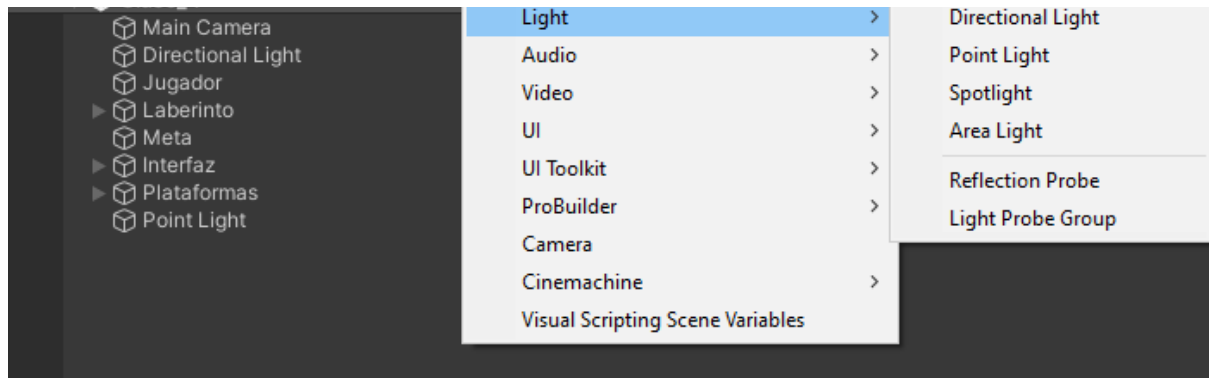 Main Camera
Directional Light
Jugador
Laberinto
Meta
Interfaz
Plataformas
Point Light
Light
Audio
Video
UI
UI Toolkit
ProBuilder
Camera
Cinemachine
Visual Scripting Scene Variables
Directional Light
Point Light
Spotlight
Area Light
Reflection Probe
Light Probe Group